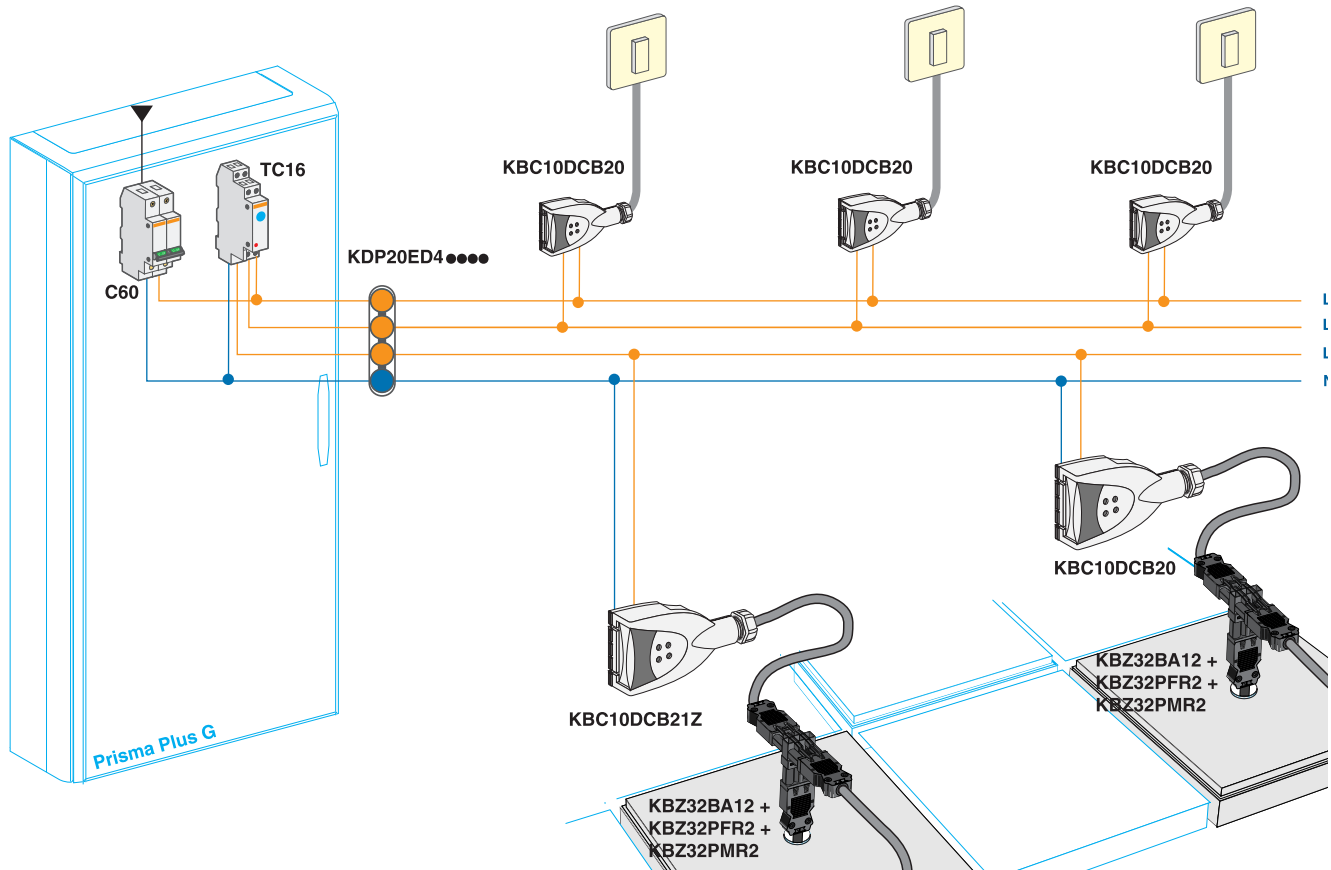 KBC10DCB20
KBC10DCB20
KBC10DCB20
TC16
KDP20ED4●●●●
C60
L
L
L
N
KBC10DCB20
KBZ32BA12 +
KBZ32PFR2 +
KBZ32PMR2
KBC10DCB21Z
Prisma Plus G
KBZ32BA12 +
KBZ32PFR2 +
KBZ32PMR2